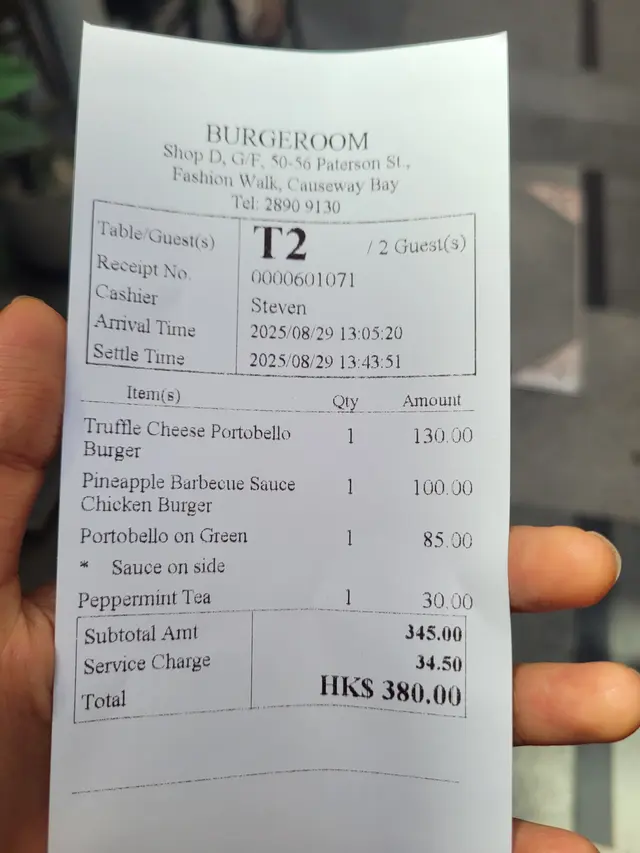 BURGEROOM
Shop D, G/F, 50-56 Paterson St.,
Fashion Walk, Causeway Bay
Tel: 2890 9130
Table/Guest(s) T2 / 2 Guest(s)
Receipt No. 0000601071
Cashier Steven
Arrival Time 2025/08/29 13:05:20
Settle Time 2025/08/29 13:43:51
Item(s) Qty Amount
Truffle Cheese Portobello 1 130.00
Burger
Pineapple Barbecue Sauce 1 100.00
Chicken Burger
Portobello on Green 1 85.00
* Sauce on side
Peppermint Tea 1 30.00
Subtotal Amt 345.00
Service Charge 34.50
Total HK$ 380.00